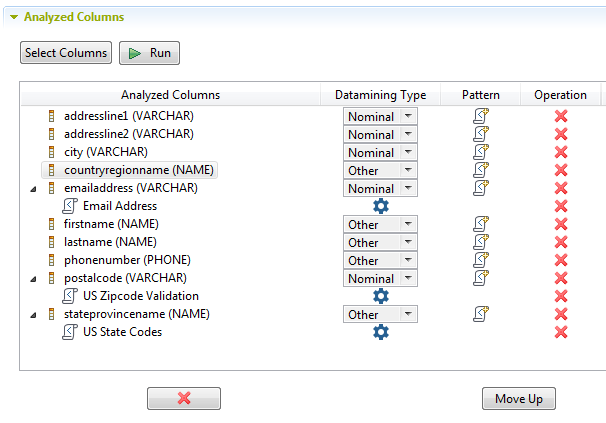 Analyzed Columns
Select Columns Run
Analyzed Columns Datamining Type Pattern Operation
addressline1 (VARCHAR) Nominal
addressline2 (VARCHAR) Nominal
city (VARCHAR) Nominal
countryregionname (NAME) Other
emailaddress (VARCHAR) Nominal
Email Address
firstname (NAME) Other
lastname (NAME) Other
phonenumber (PHONE) Other
postalcode (VARCHAR) Nominal
US Zipcode Validation
stateprovincename (NAME) Other
US State Codes
Move Up